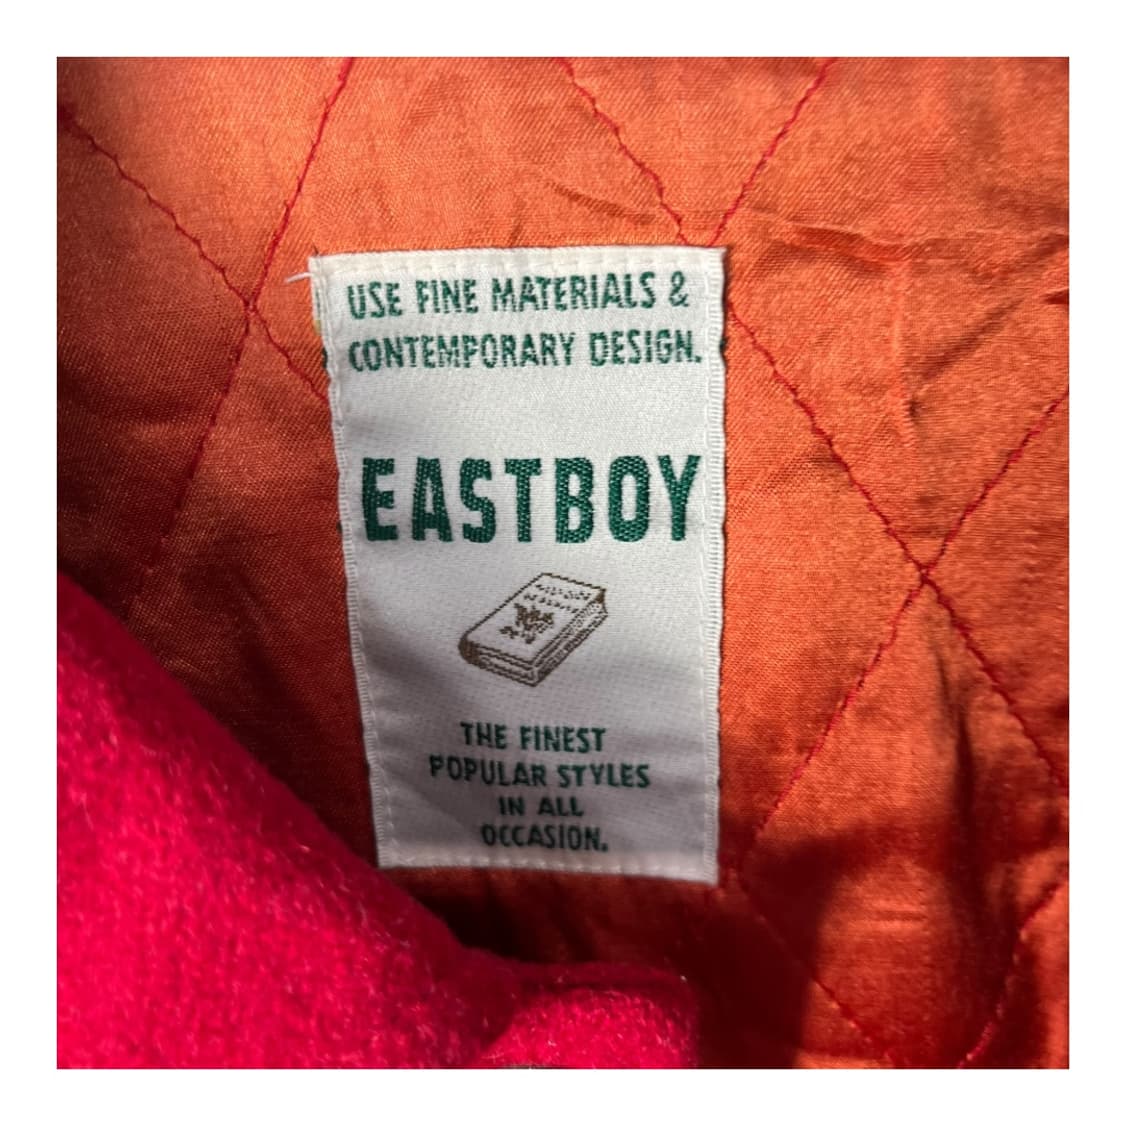 USE FINE MATERIALS &
CONTEMPORARY DESIGN.
EASTBOY
THE FINEST
POPULAR STYLES
IN ALL
OCCASION.